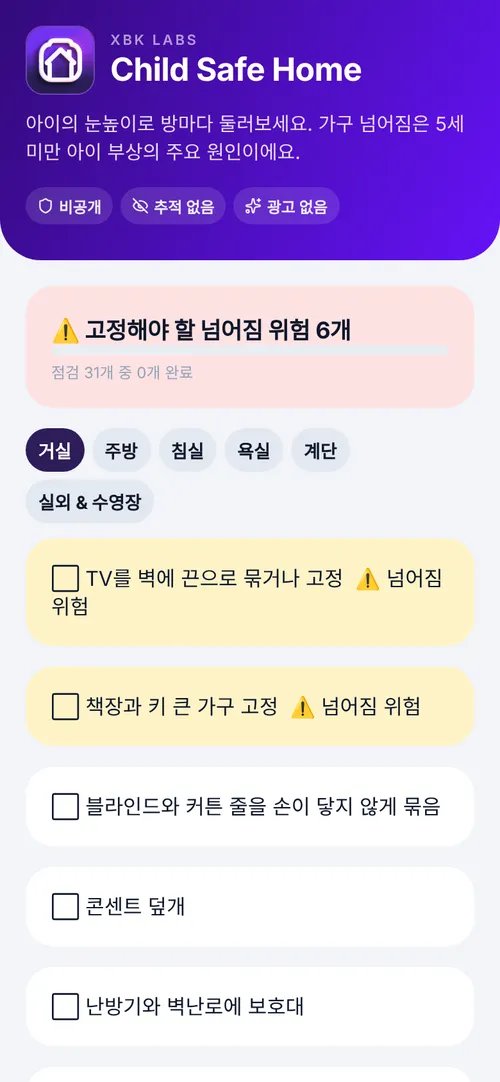 XBK LABS
Child Safe Home
아이의 눈높이로 방마다 둘러보세요. 가구 넘어짐은 5세
미만 아이 부상의 주요 원인이에요.
비공개 추적 없음 광고 없음
⚠️ 고정해야 할 넘어짐 위험 6개
점검 31개 중 0개 완료
거실 주방 침실 욕실 계단
실외 & 수영장
TV를 벽에 끈으로 묶거나 고정 ⚠️ 넘어짐
위험
책장과 키 큰 가구 고정 ⚠️ 넘어짐 위험
블라인드와 커튼 줄을 손이 닿지 않게 묶음
콘센트 덮개
난방기와 벽난로에 보호대